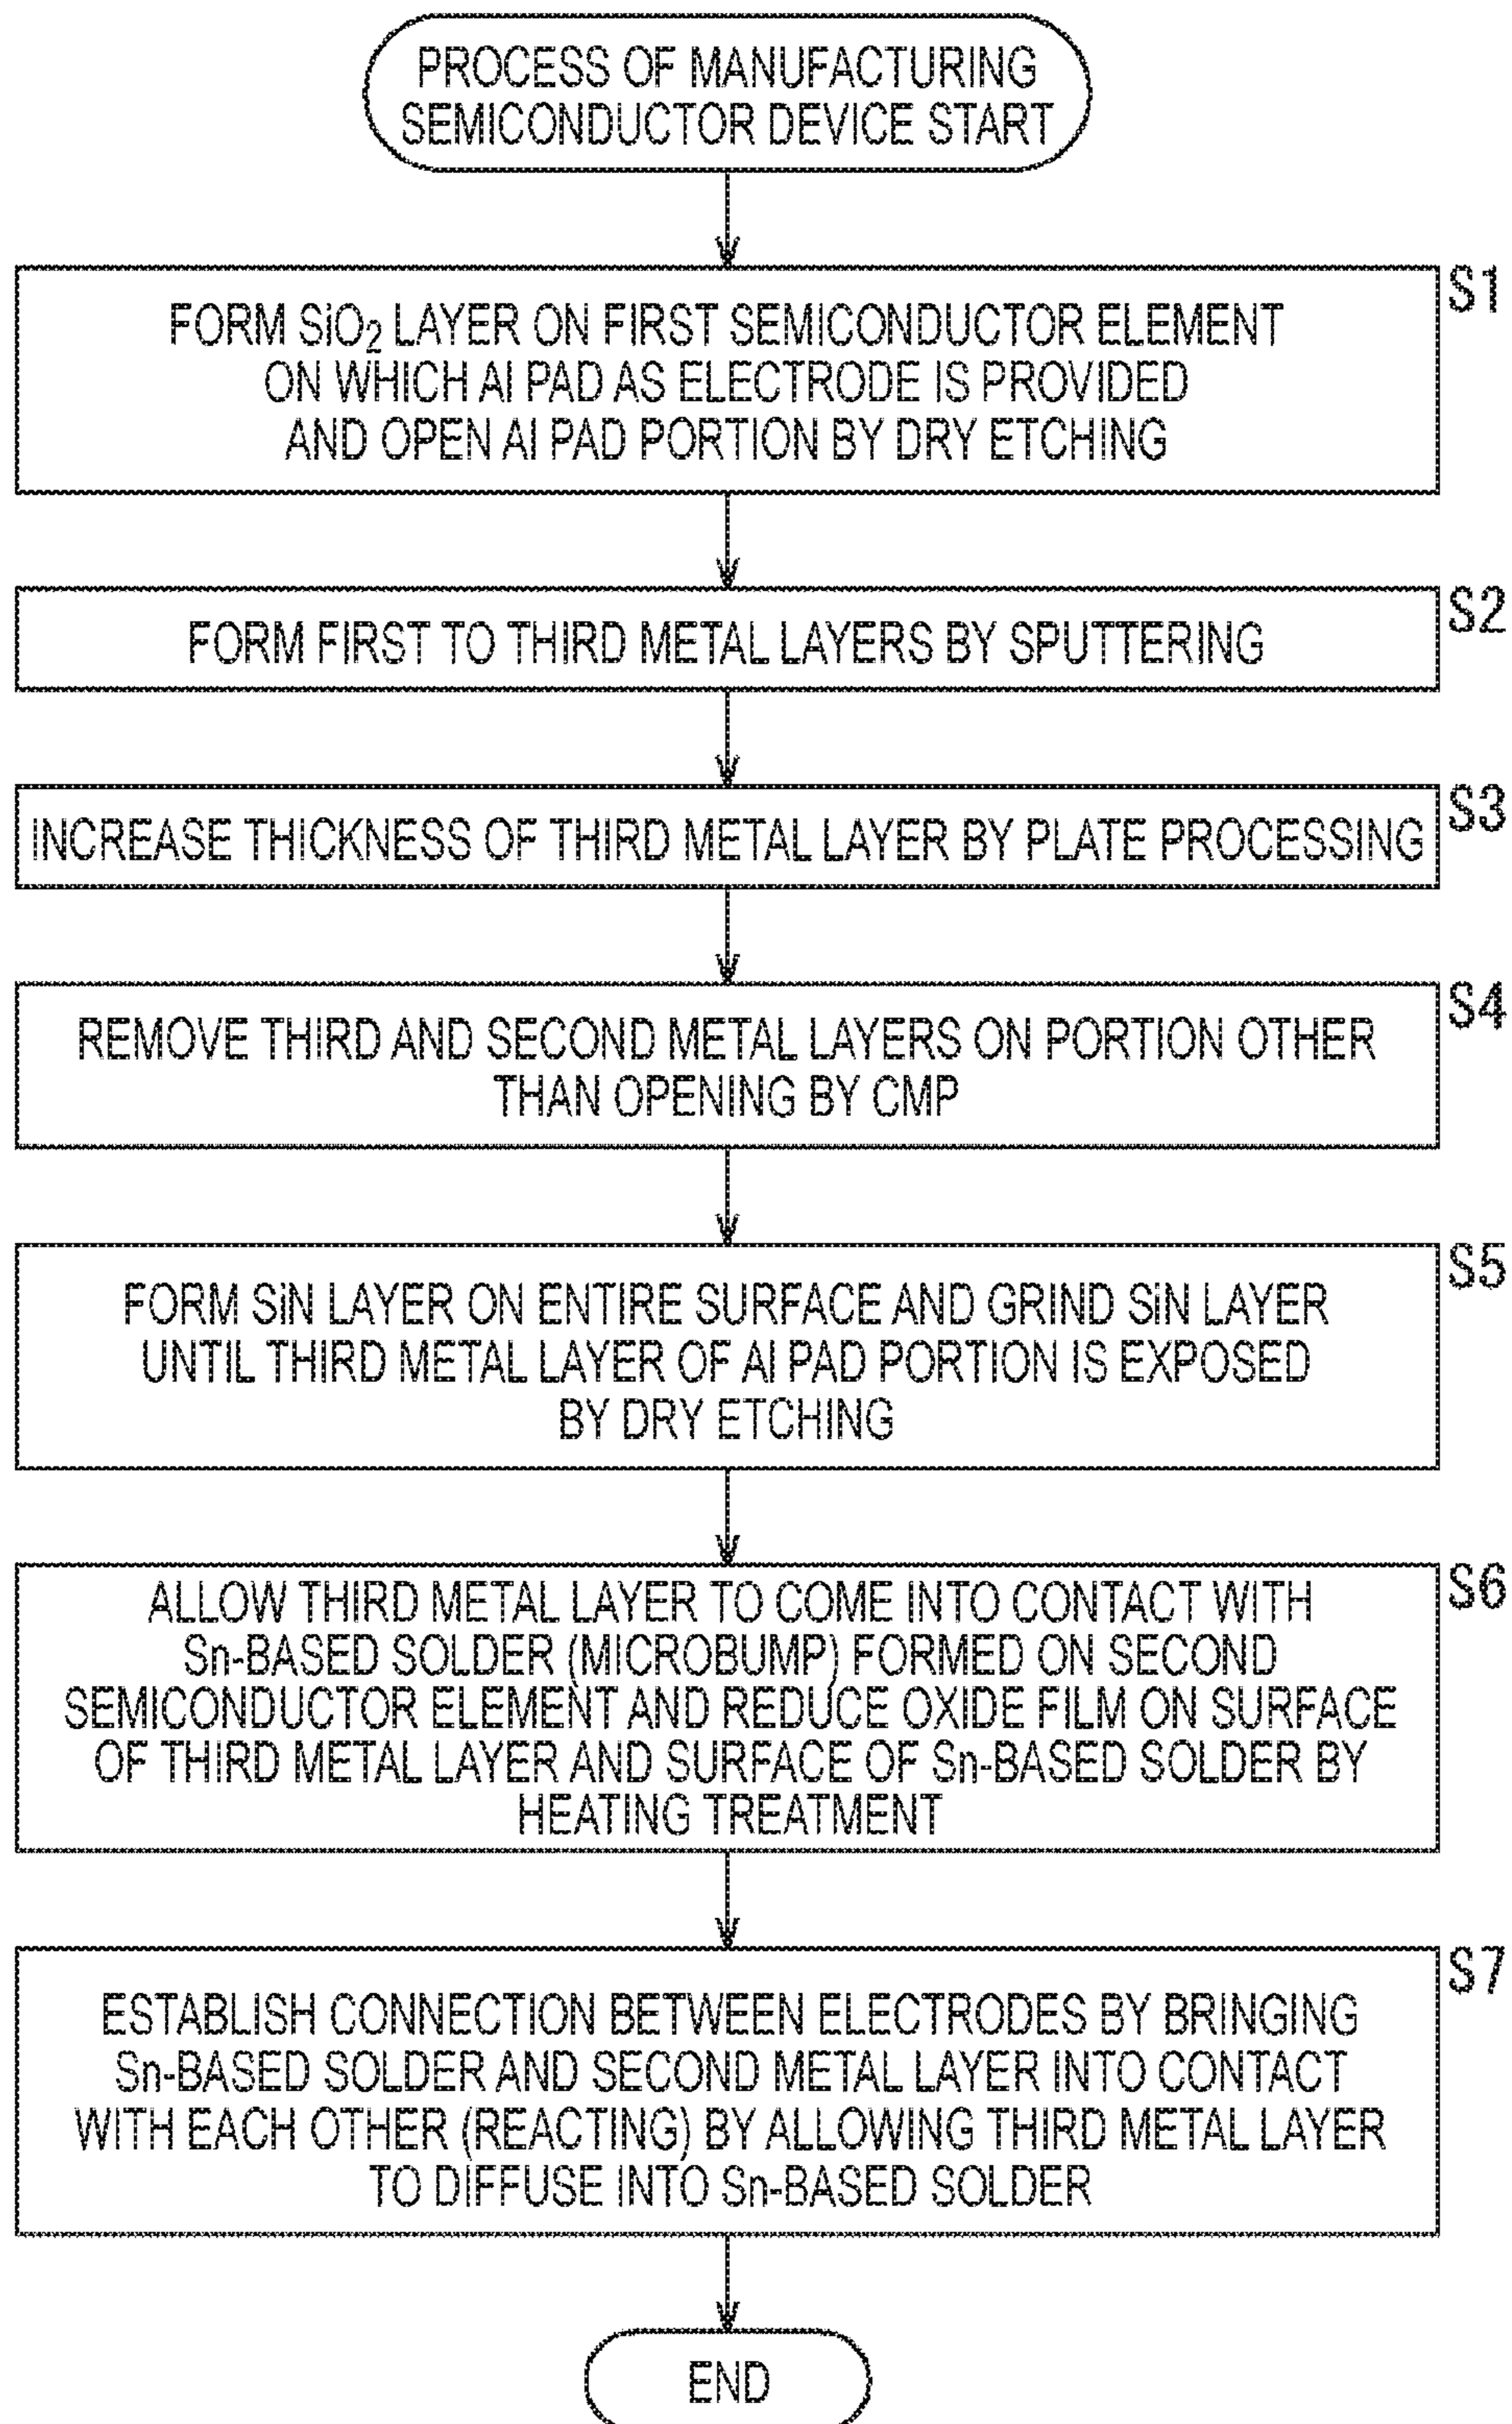 PROCESS OF MANUFACTURING
SEMICONDUCTOR DEVICE START
S1
FORM SiO₂ LAYER ON FIRST SEMICONDUCTOR ELEMENT
ON WHICH Al PAD AS ELECTRODE IS PROVIDED
AND OPEN Al PAD PORTION BY DRY ETCHING
S2
FORM FIRST TO THIRD METAL LAYERS BY SPUTTERING
S3
INCREASE THICKNESS OF THIRD METAL LAYER BY PLATE PROCESSING
S4
REMOVE THIRD AND SECOND METAL LAYERS ON PORTION OTHER
THAN OPENING BY CMP
S5
FORM SiN LAYER ON ENTIRE SURFACE AND GRIND SiN LAYER
UNTIL THIRD METAL LAYER OF Al PAD PORTION IS EXPOSED
BY DRY ETCHING
S6
ALLOW THIRD METAL LAYER TO COME INTO CONTACT WITH
Sn-BASED SOLDER (MICROBUMP) FORMED ON SECOND
SEMICONDUCTOR ELEMENT AND REDUCE OXIDE FILM ON SURFACE
OF THIRD METAL LAYER AND SURFACE OF Sn-BASED SOLDER BY
HEATING TREATMENT
S7
ESTABLISH CONNECTION BETWEEN ELECTRODES BY BRINGING
Sn-BASED SOLDER AND SECOND METAL LAYER INTO CONTACT
WITH EACH OTHER (REACTING) BY ALLOWING THIRD METAL LAYER
TO DIFFUSE INTO Sn-BASED SOLDER
END